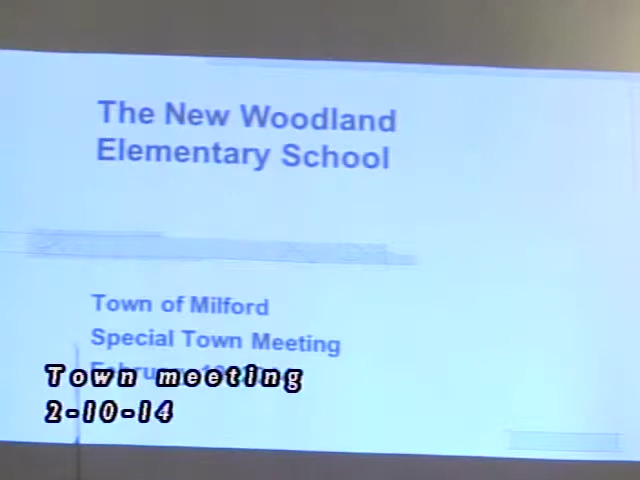 The New Woodland
Elementary School
Town of Milford
Special Town Meeting
Town meeting
2-10-14